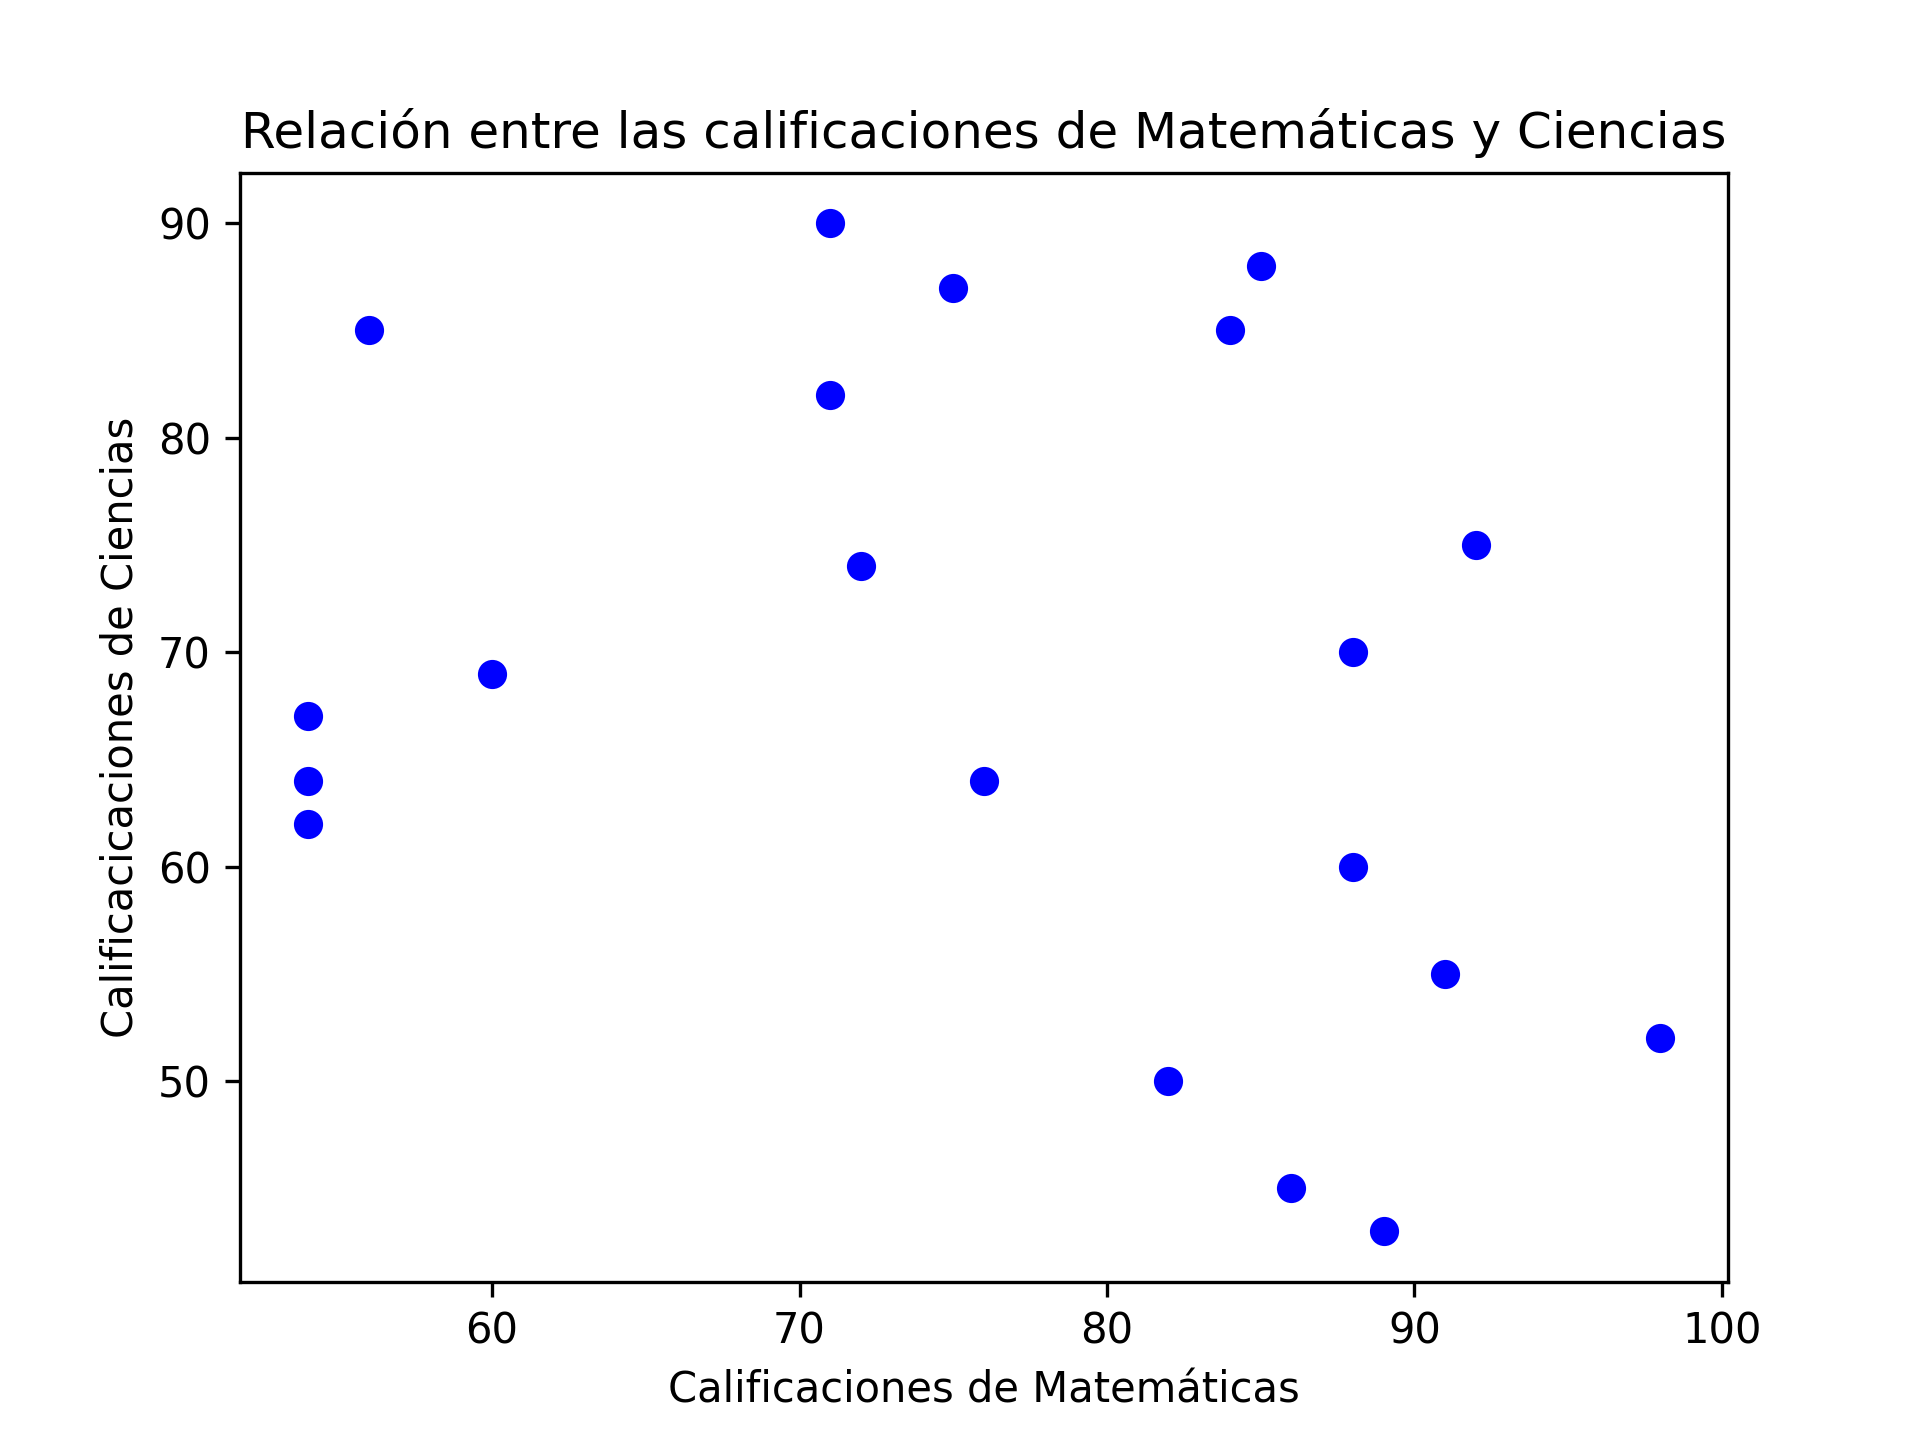 Relación entre las calificaciones de Matemáticas y Ciencias
90
80
70
60
50
Calificacicaciones de Ciencias
60 70 80 90 100
Calificaciones de Matemáticas